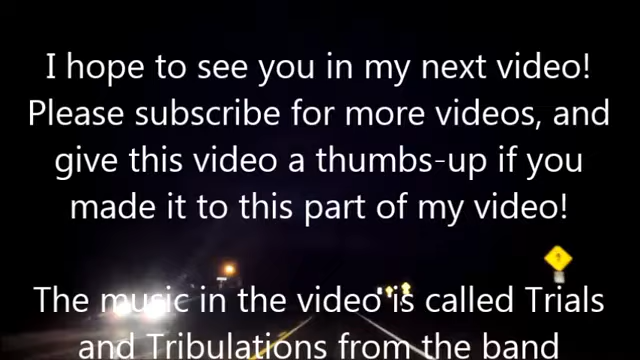 I hope to see you in my next video!
Please subscribe for more videos, and
give this video a thumbs-up if you
made it to this part of my video!
The music in the video is called Trials
and Tribulations from the band